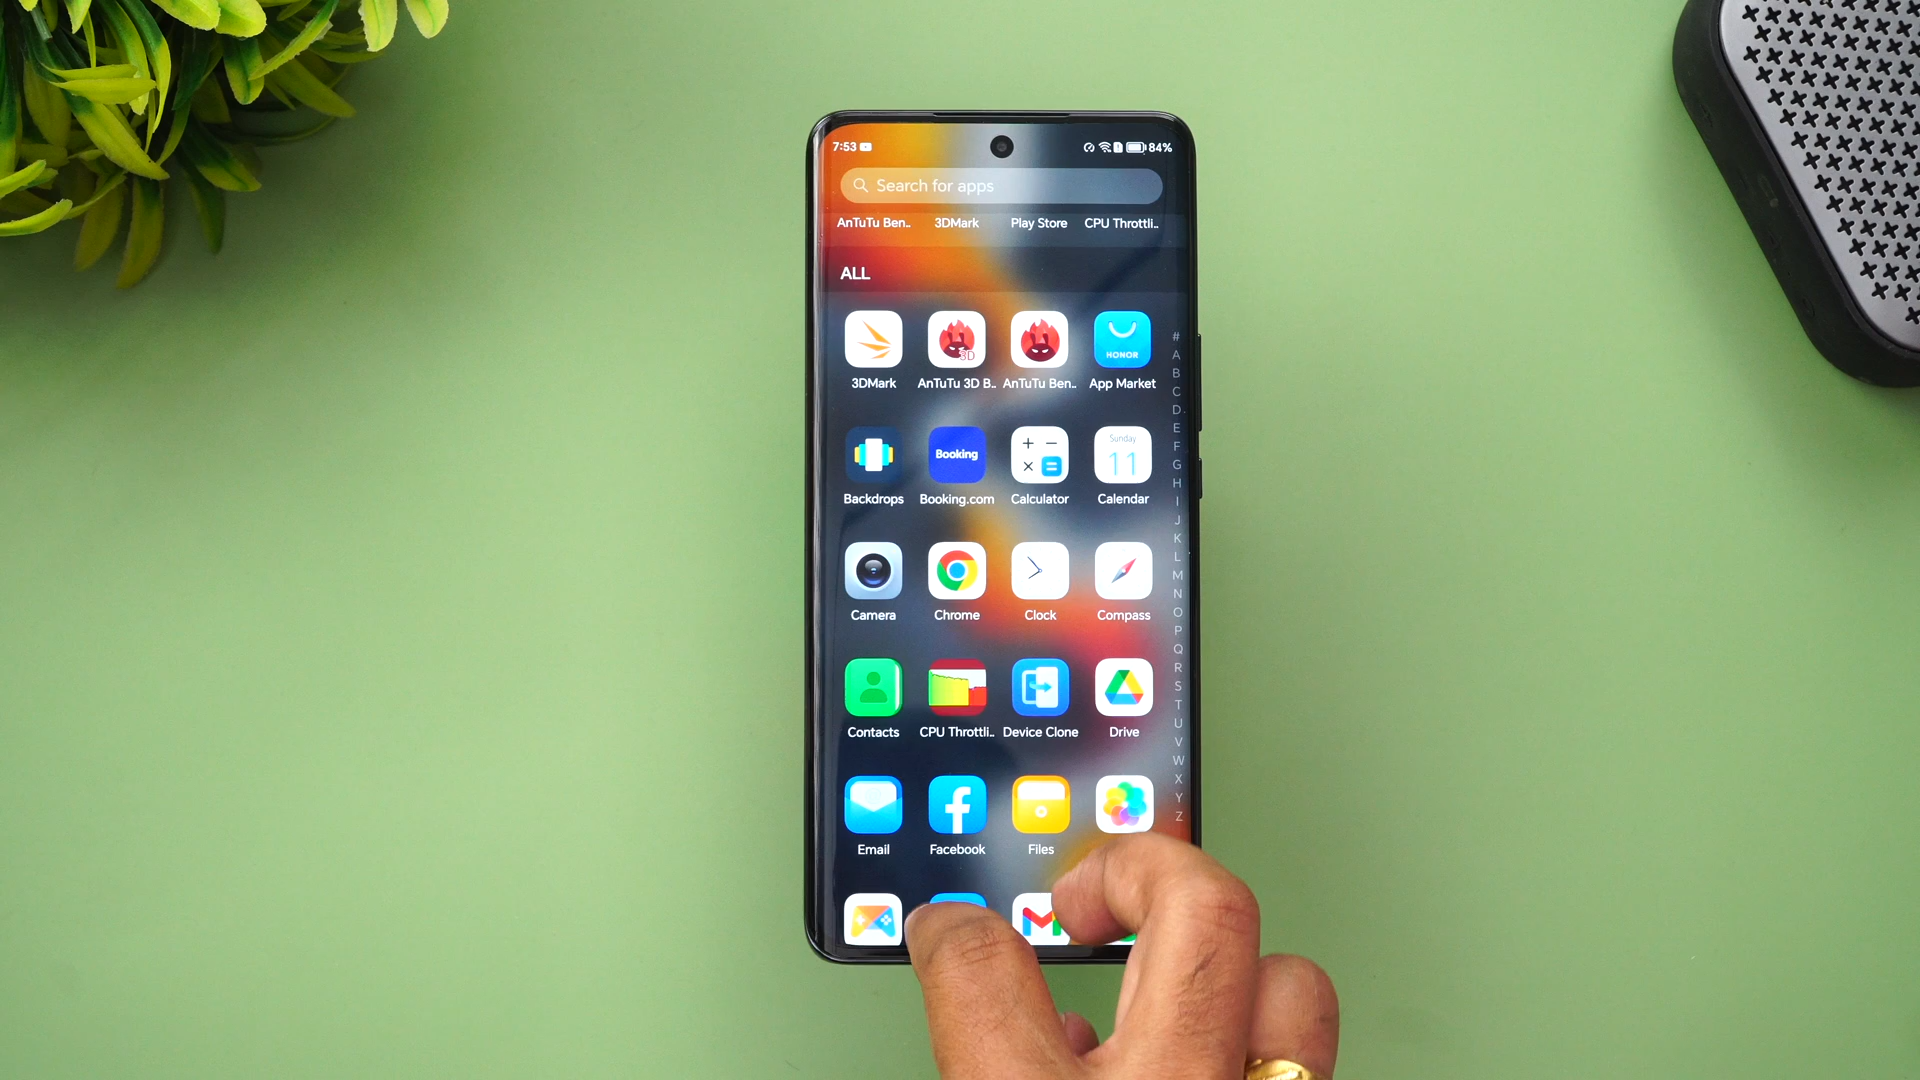 7:53 84%
Search for apps
AnTuTu Ben.. 3DMark Play Store CPU Throttli..
ALL
3D HONOR
3DMark AnTuTu 3D B.. AnTuTu Ben.. App Market
Booking Sunday 11
Backdrops Booking.com Calculator Calendar
Camera Chrome Clock Compass
Contacts CPU Throttli.. Device Clone Drive
Email Facebook Files
#
A
B
C
D
E
F
G
H
I
J
K
L
M
N
O
P
Q
R
S
T
U
V
W
X
Y
Z